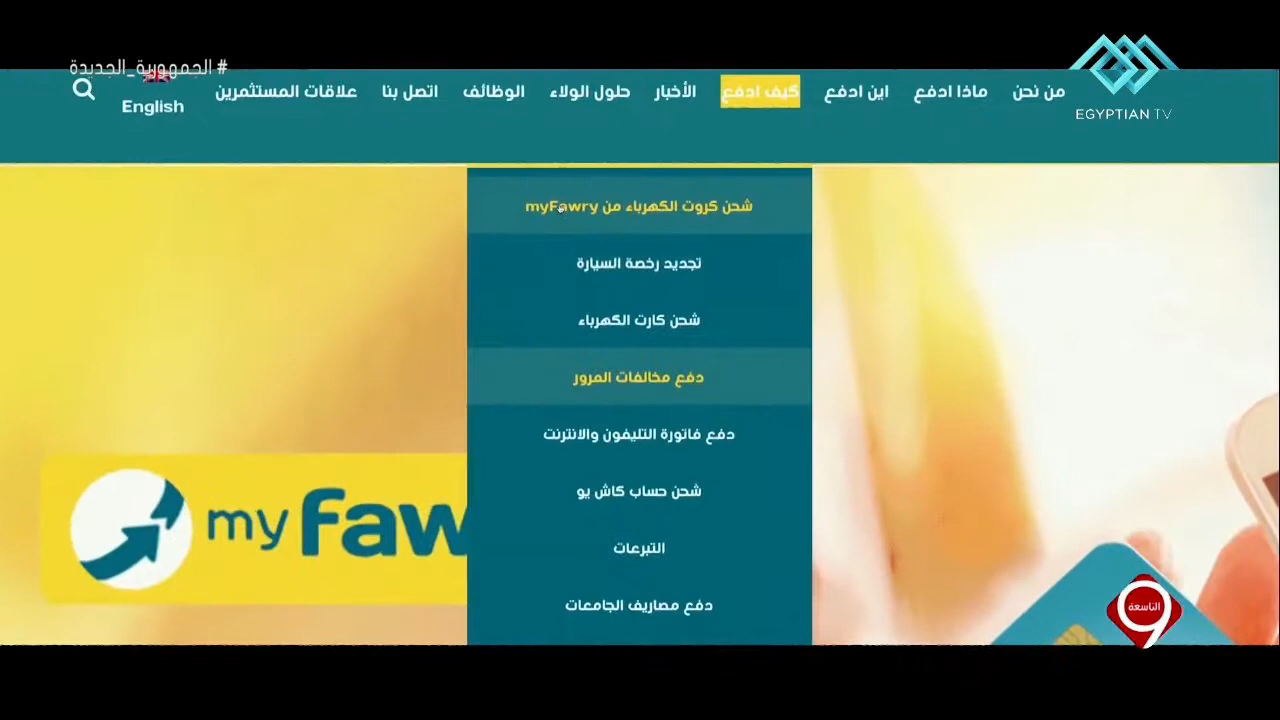 #الجمهورية_الجديدة
EGYPTIAN TV
من نحن
ماذا ادفع
اين ادفع
كيف ادفع
الأخبار
حلول الولاء
الوظائف
اتصل بنا
علاقات المستثمرين
English
شحن كروت الكهرباء من myFawry
تجديد رخصة السيارة
شحن كارت الكهرباء
دفع مخالفات المرور
دفع فاتورة التليفون والانترنت
شحن حساب كاش يو
التبرعات
دفع مصاريف الجامعات
my Faw
التاسعة
9